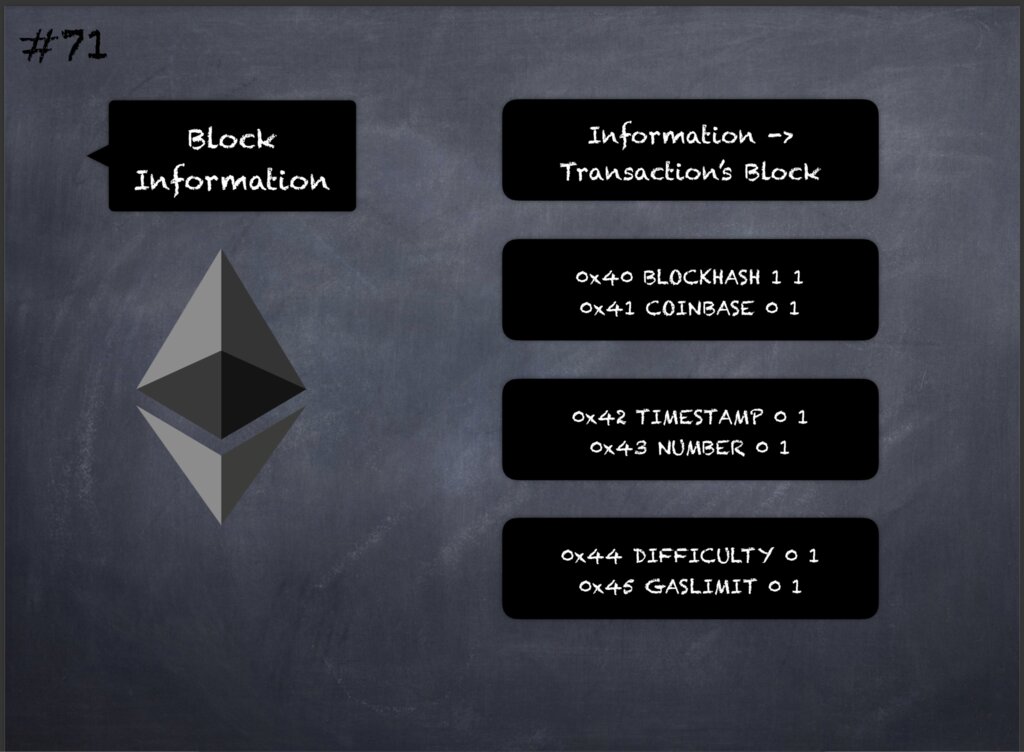 #71
Block
Information
Information ->
Transaction's Block
0x40 BLOCKHASH 1 1
0x41 COINBASE 0 1
0x42 TIMESTAMP 0 1
0x43 NUMBER 0 1
0x44 DIFFICULTY 0 1
0x45 GASLIMIT 0 1